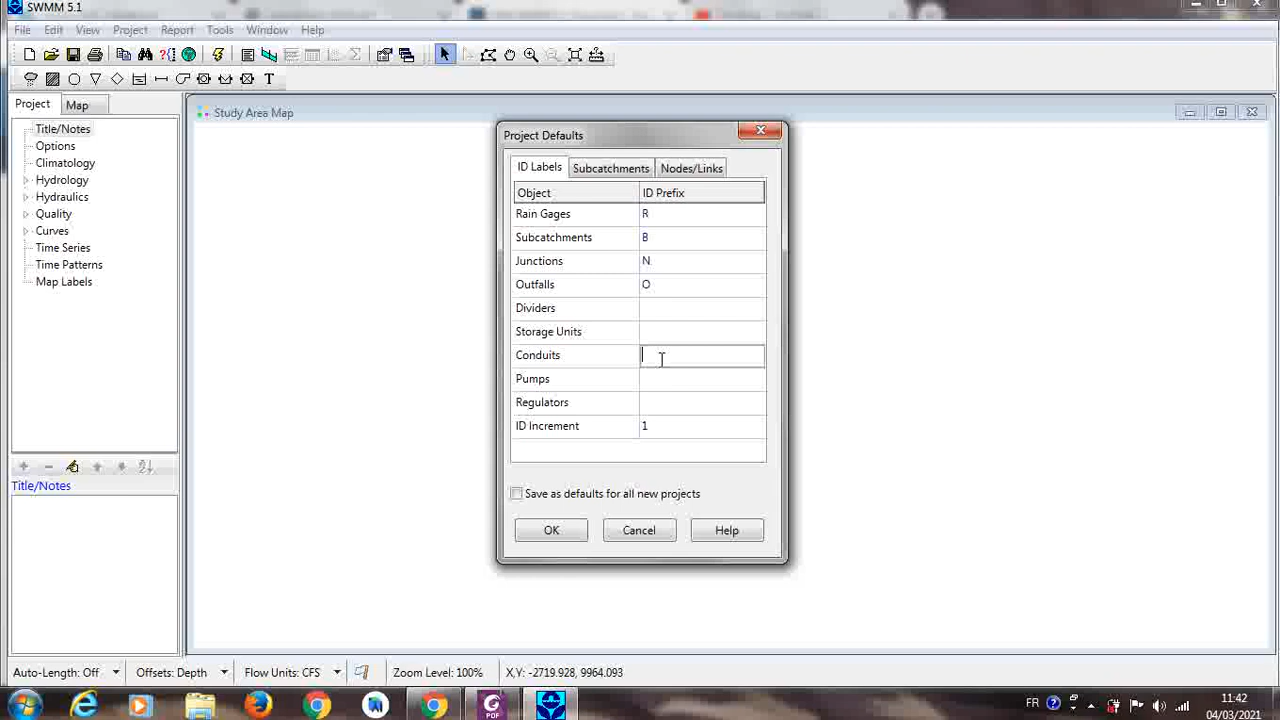 SWMM 5.1
File Edit View Project Report Tools Window Help
T
Project Map
Study Area Map
Title/Notes
Options
Climatology
Hydrology
Hydraulics
Quality
Curves
Time Series
Time Patterns
Map Labels
Title/Notes
Project Defaults
ID Labels Subcatchments Nodes/Links
Object ID Prefix
Rain Gages R
Subcatchments B
Junctions N
Outfalls O
Dividers
Storage Units
Conduits
Pumps
Regulators
ID Increment 1
Save as defaults for all new projects
OK Cancel Help
Auto-Length: Off Offsets: Depth Flow Units: CFS Zoom Level: 100% X,Y: -2719.928, 9964.093
PDF
FR
11:42
04/03/2021